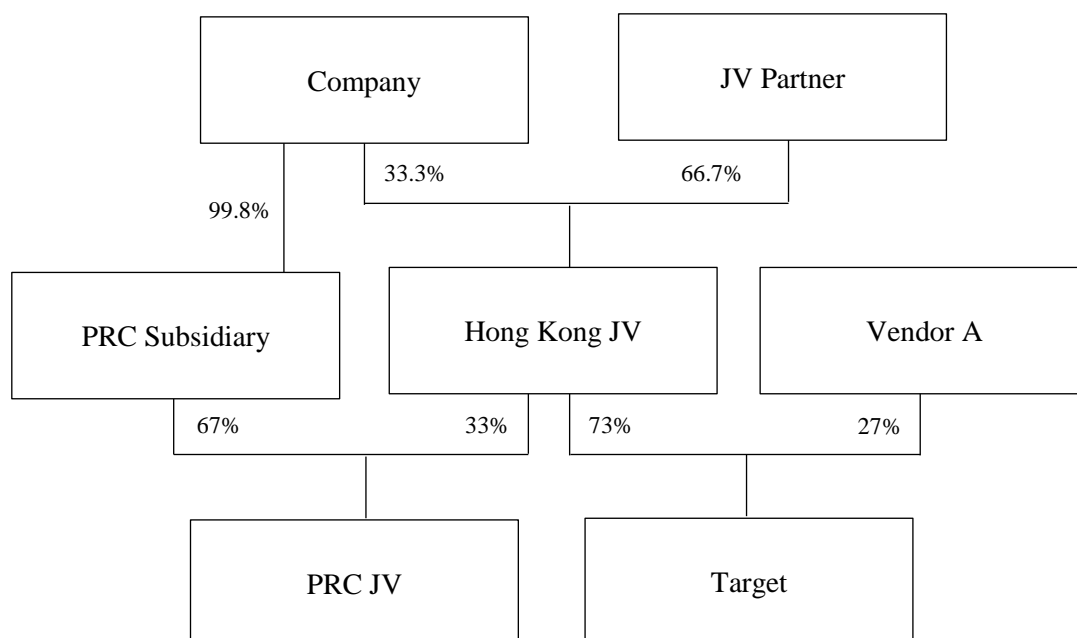 Company
JV Partner
33.3%
66.7%
99.8%
PRC Subsidiary
Hong Kong JV
Vendor A
67%
33%
73%
27%
PRC JV
Target